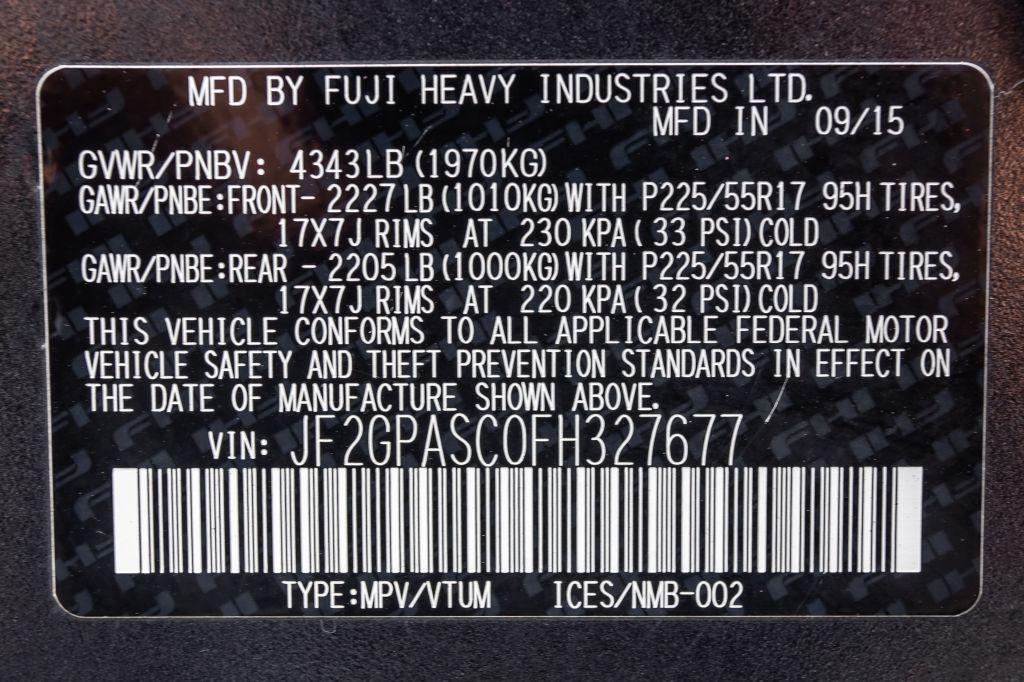 MFD BY FUJI HEAVY INDUSTRIES LTD.
MFD IN 09/15
GVWR/PNBV: 4343LB (1970KG)
GAWR/PNBE:FRONT- 2227LB (1010KG) WITH P225/55R17 95H TIRES,
17X7J RIMS AT 230 KPA ( 33 PSI) COLD
GAWR/PNBE:REAR - 2205LB (1000KG) WITH P225/55R17 95H TIRES,
17X7J RIMS AT 220 KPA ( 32 PSI) COLD
THIS VEHICLE CONFORMS TO ALL APPLICABLE FEDERAL MOTOR
VEHICLE SAFETY AND THEFT PREVENTION STANDARDS IN EFFECT ON
THE DATE OF MANUFACTURE SHOWN ABOVE.
VIN: JF2GPASC0FH327677
TYPE:MPV/VTUM ICES/NMB-002